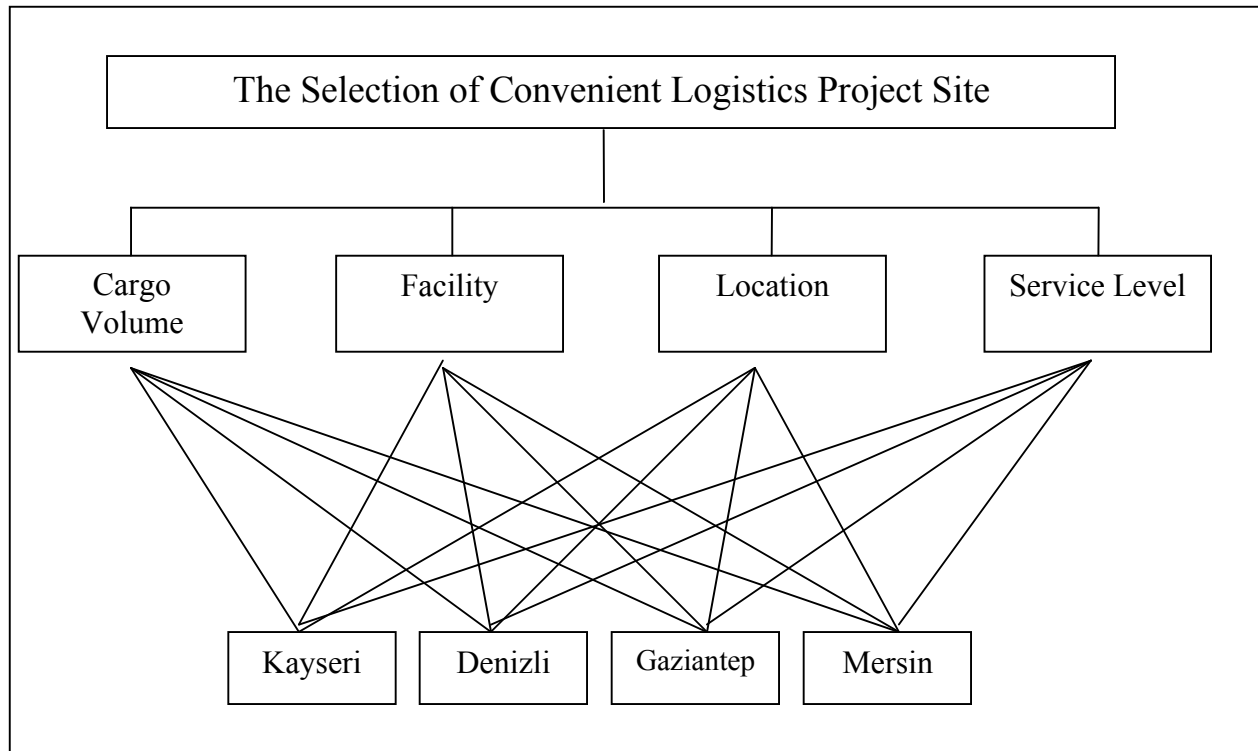 The Selection of Convenient Logistics Project Site
Cargo
Volume
Facility
Location
Service Level
Kayseri
Denizli
Gaziantep
Mersin